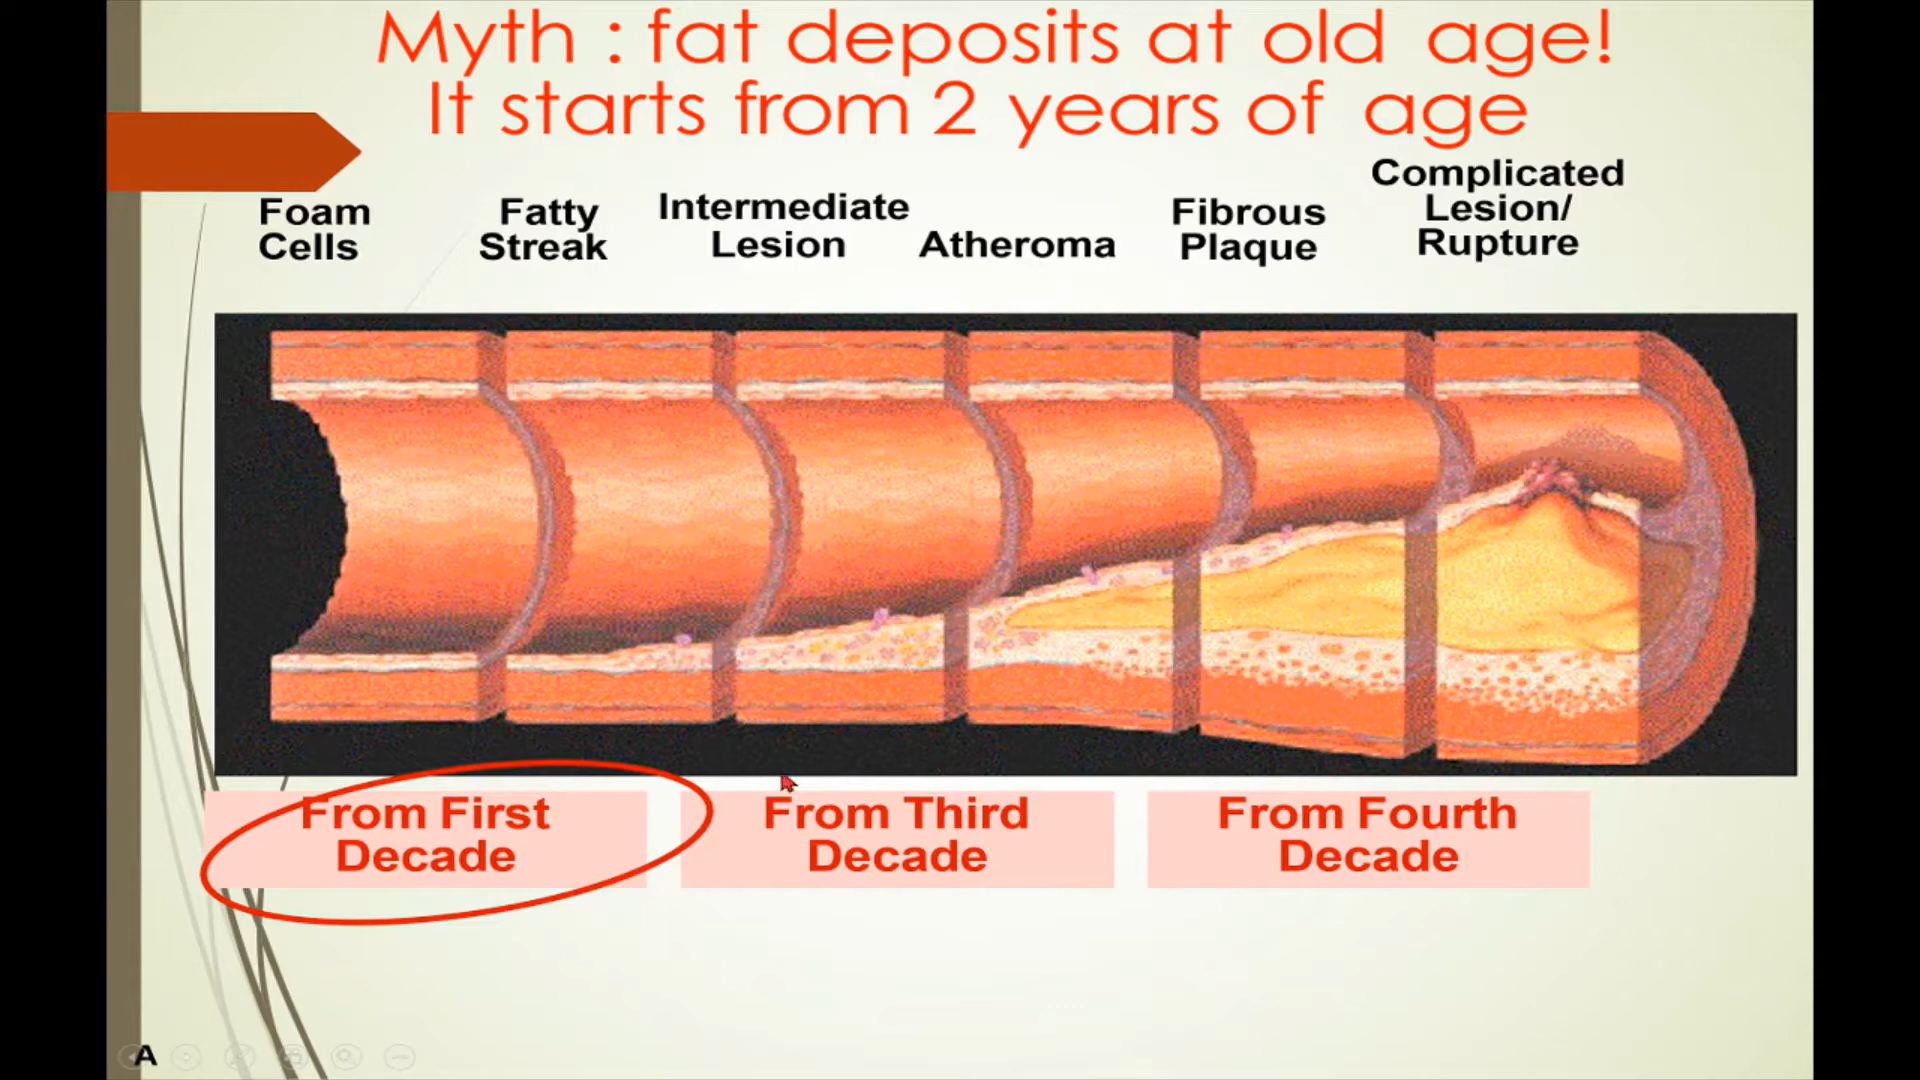 Myth : fat deposits at old age!
It starts from 2 years of age
Foam
Cells
Fatty
Streak
Intermediate
Lesion
Atheroma
Fibrous
Plaque
Complicated
Lesion/
Rupture
From First
Decade
From Third
Decade
From Fourth
Decade
A